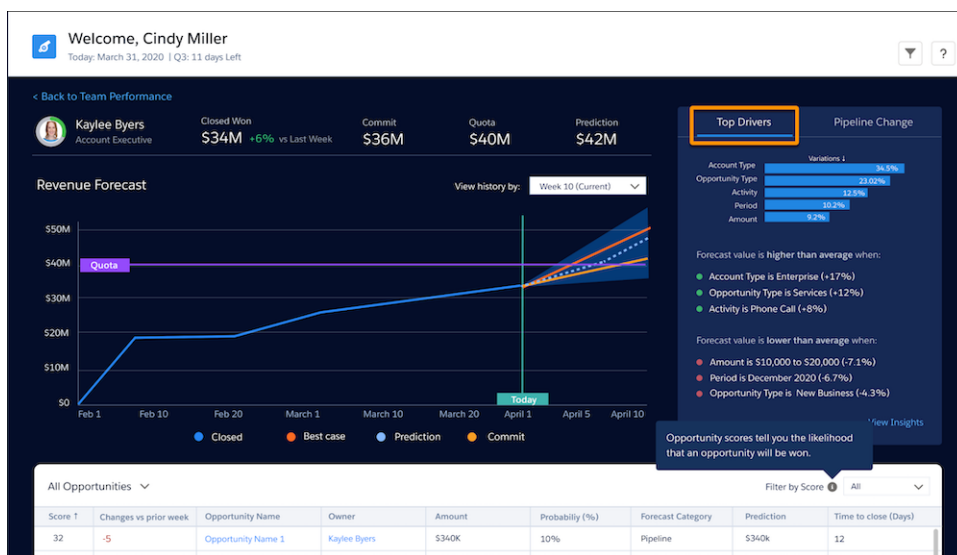 Welcome, Cindy Miller
Today: March 31, 2020 | Q3: 11 days Left
?
< Back to Team Performance
Kaylee Byers
Account Executive
Closed Won
$34M +6% vs Last Week
Commit
$36M
Quota
$40M
Prediction
$42M
Revenue Forecast
View history by:
Week 10 (Current)
$50M
$40M
$30M
$20M
$10M
$0
Quota
Today
Feb 1 Feb 10 Feb 20 March 1 March 10 March 20 April 1 April 5 April 10
Closed Best case Prediction Commit
Top Drivers
Pipeline Change
Variations ↓
Account Type 34.5%
Opportunity Type 23.02%
Activity 12.5%
Period 10.2%
Amount 9.2%
Forecast value is higher than average when:
Account Type is Enterprise (+17%)
Opportunity Type is Services (+12%)
Activity is Phone Call (+8%)
Forecast value is lower than average when:
Amount is $10,000 to $20,000 (-7.1%)
Period is December 2020 (-6.7%)
Opportunity Type is New Business (-4.3%)
View Insights
Opportunity scores tell you the likelihood
that an opportunity will be won.
All Opportunities
Filter by Score
All
Score ↑ Changes vs prior week Opportunity Name Owner Amount Probabiliy (%) Forecast Category Prediction Time to close (Days)
32 -5 Opportunity Name 1 Kaylee Byers $340K 10% Pipeline $340k 12